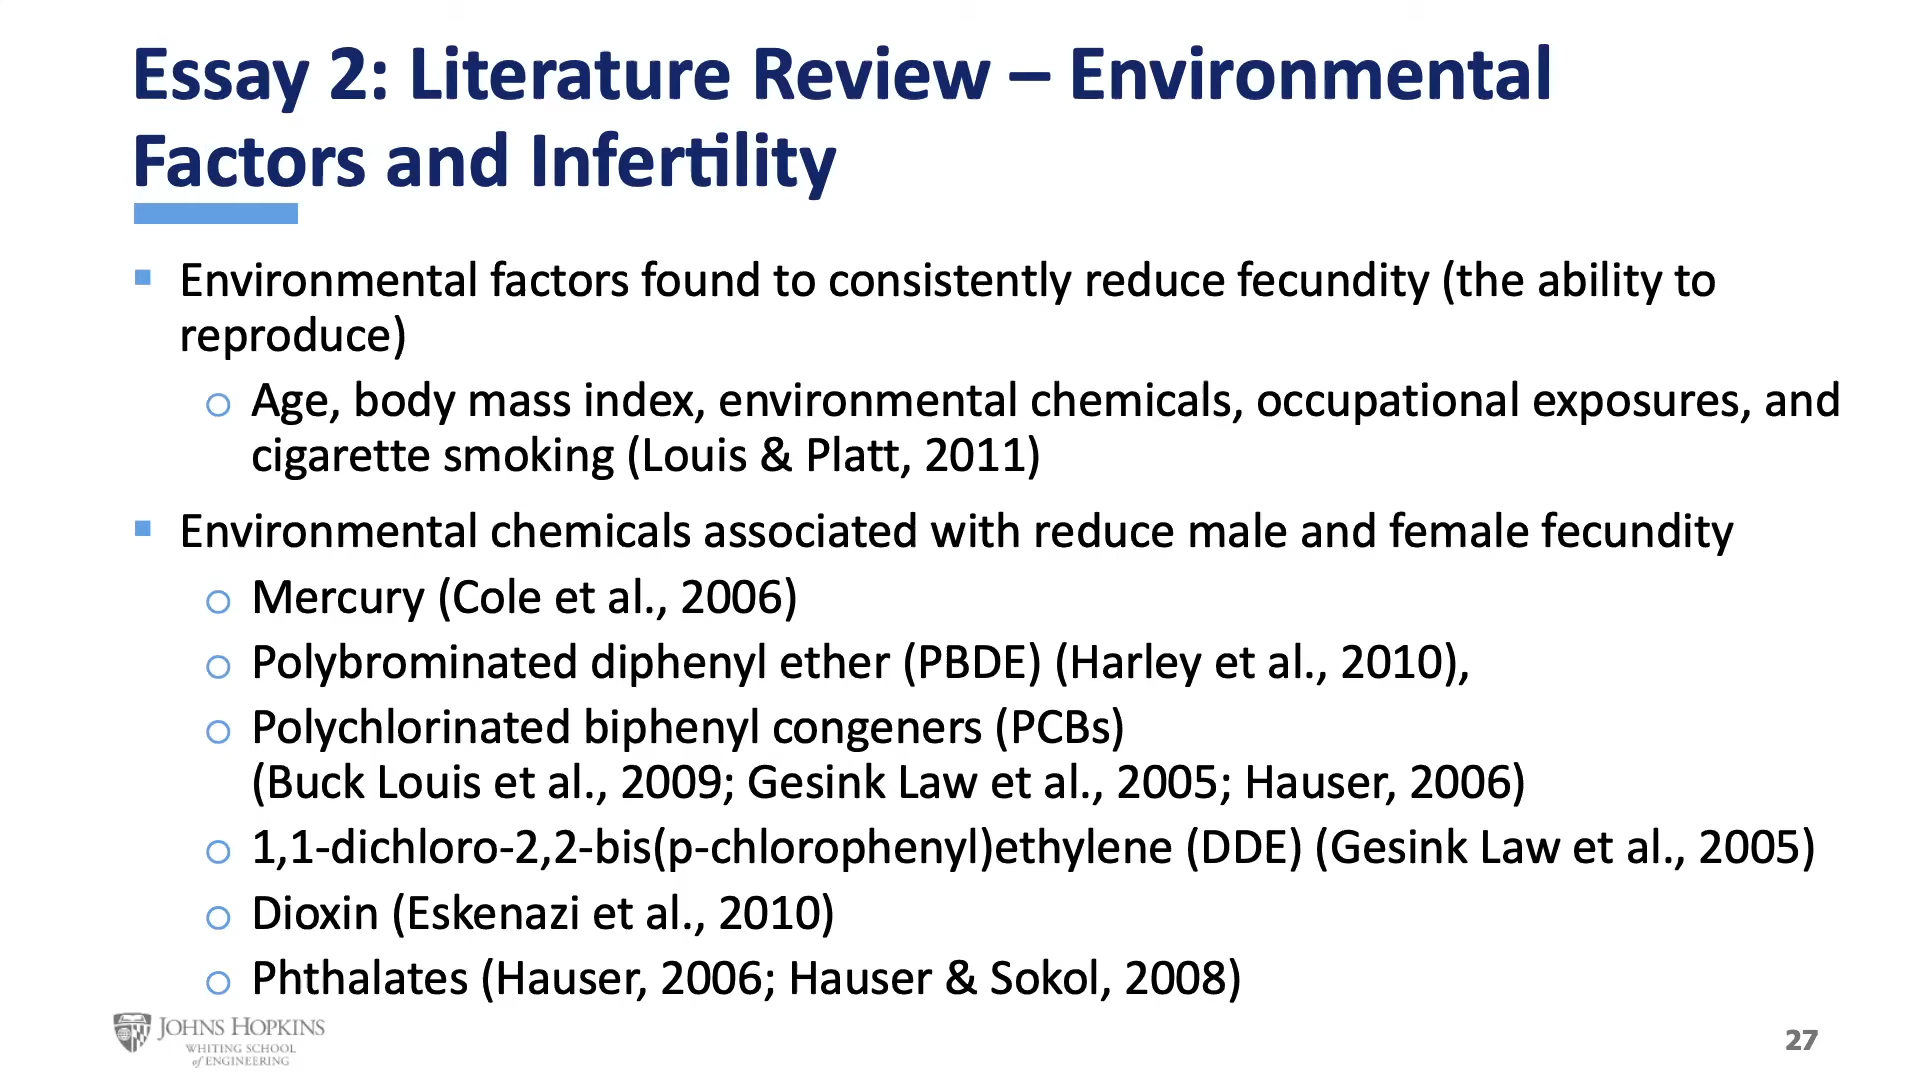 Essay 2: Literature Review – Environmental
Factors and Infertility
▪ Environmental factors found to consistently reduce fecundity (the ability to
reproduce)
o Age, body mass index, environmental chemicals, occupational exposures, and
cigarette smoking (Louis & Platt, 2011)
▪ Environmental chemicals associated with reduce male and female fecundity
o Mercury (Cole et al., 2006)
o Polybrominated diphenyl ether (PBDE) (Harley et al., 2010),
o Polychlorinated biphenyl congeners (PCBs)
(Buck Louis et al., 2009; Gesink Law et al., 2005; Hauser, 2006)
o 1,1-dichloro-2,2-bis(p-chlorophenyl)ethylene (DDE) (Gesink Law et al., 2005)
o Dioxin (Eskenazi et al., 2010)
o Phthalates (Hauser, 2006; Hauser & Sokol, 2008)
JOHNS HOPKINS
WHITING SCHOOL
of ENGINEERING
27